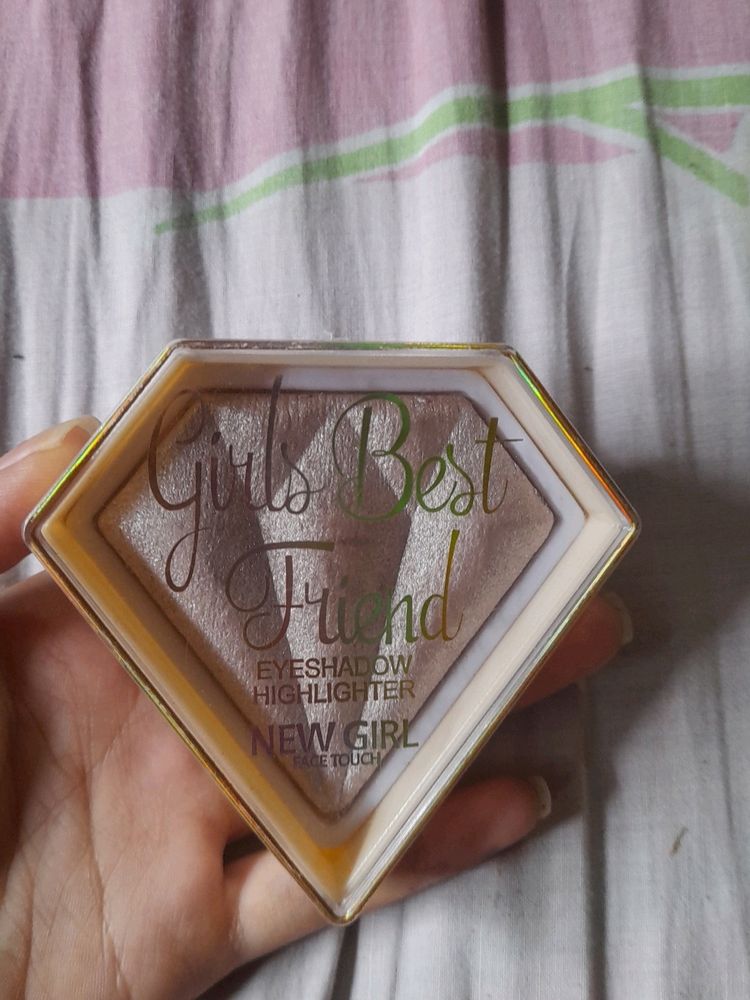 Girls Best
Friend
EYESHADOW
HIGHLIGHTER
NEW GIRL
FACE TOUCH